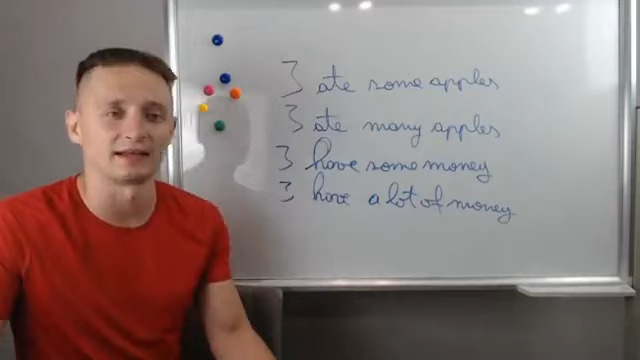 I ate some apples
I ate many apples
I have some money
I have a lot of money